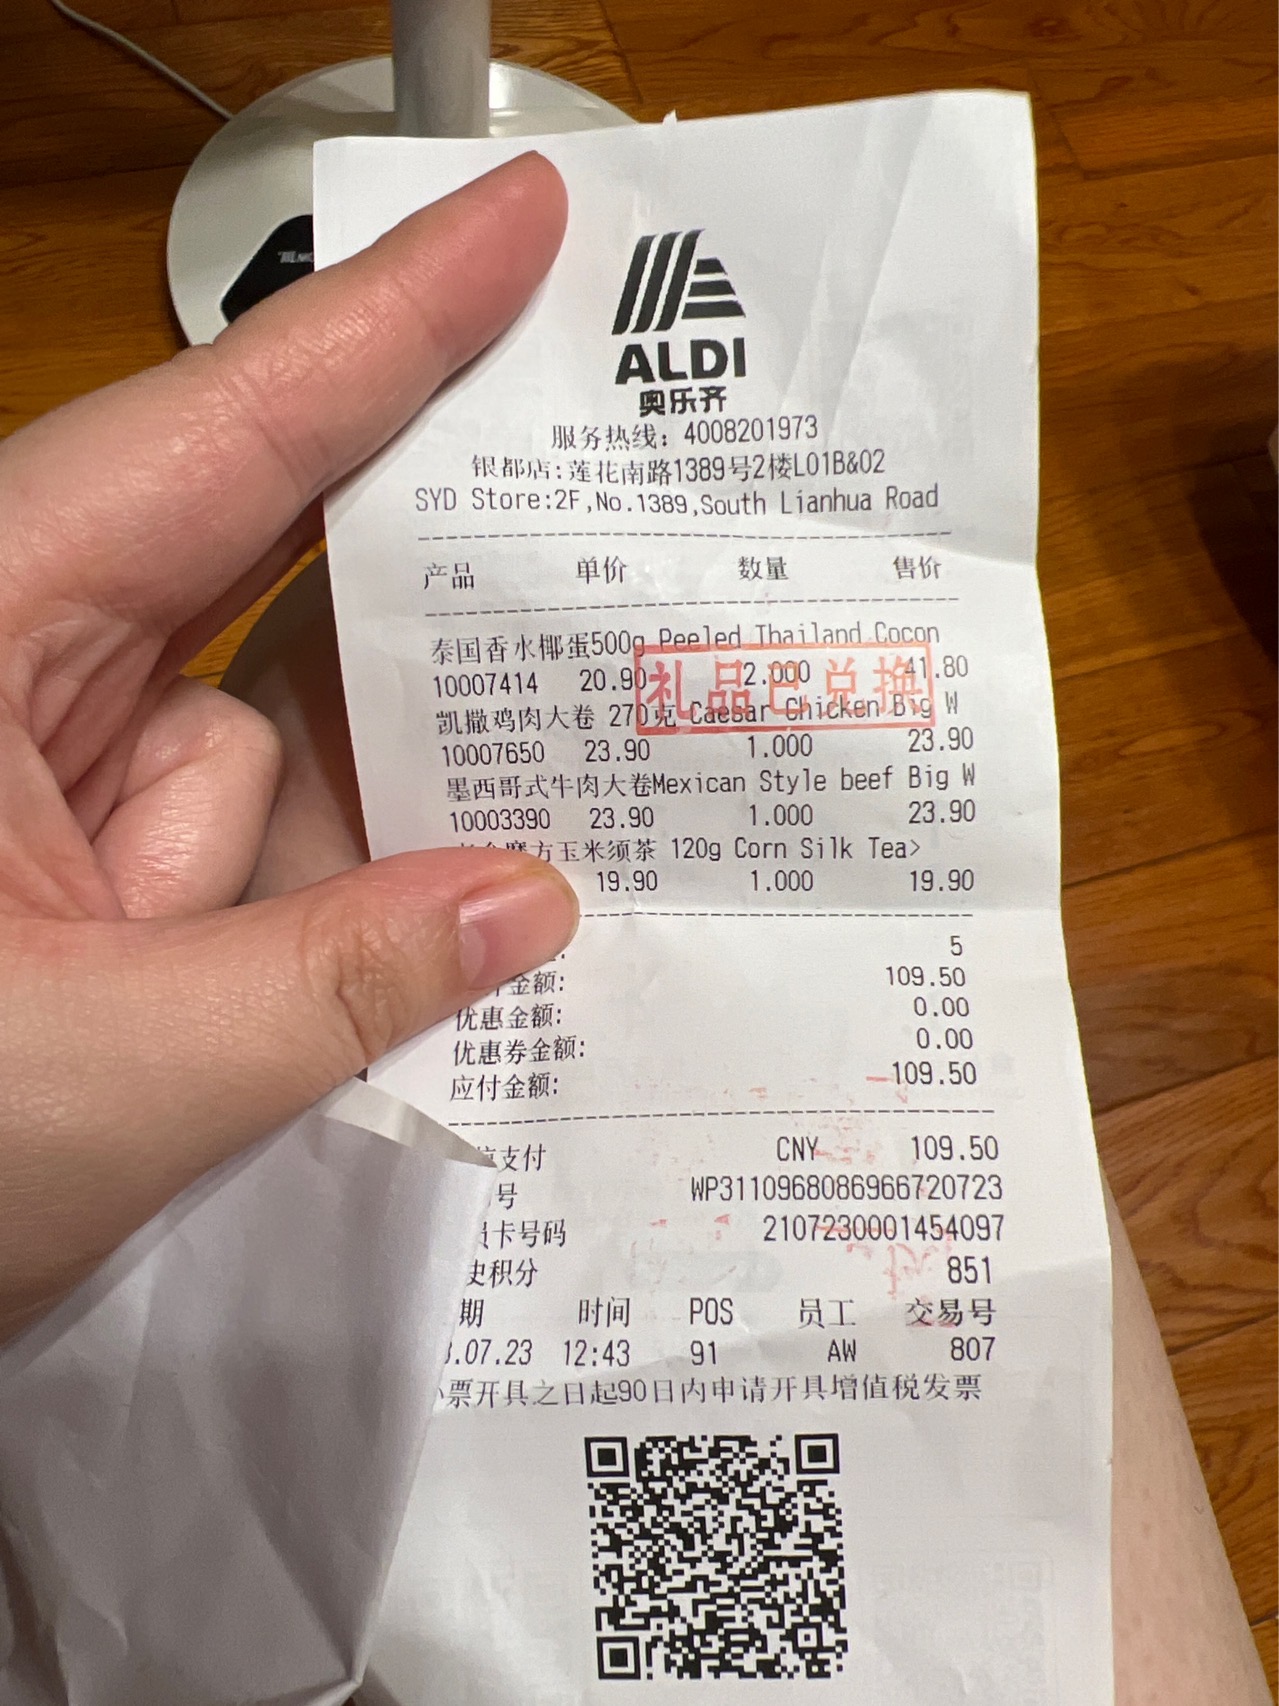 ALDI
奥乐齐
服务热线: 4008201973
银都店:莲花南路1389号2楼L01B&02
SYD Store:2F,No.1389,South Lianhua Road
产品 单价 数量 售价
泰国香水椰蛋500g Peeled Thailand Cocon
10007414 20.90 2.000 41.80
礼品已兑换
凯撒鸡肉大卷 270克 Caesar Chicken Big W
10007650 23.90 1.000 23.90
墨西哥式牛肉大卷Mexican Style beef Big W
10003390 23.90 1.000 23.90
方玉米须茶 120g Corn Silk Tea>
19.90 1.000 19.90
5
金额: 109.50
优惠金额: 0.00
优惠券金额: 0.00
应付金额: 109.50
支付 CNY 109.50
号 WP3110968086966720723
员卡号码 2107230001454097
史积分 851
期 时间 POS 员工 交易号
.07.23 12:43 91 AW 807
票开具之日起90日内申请开具增值税发票